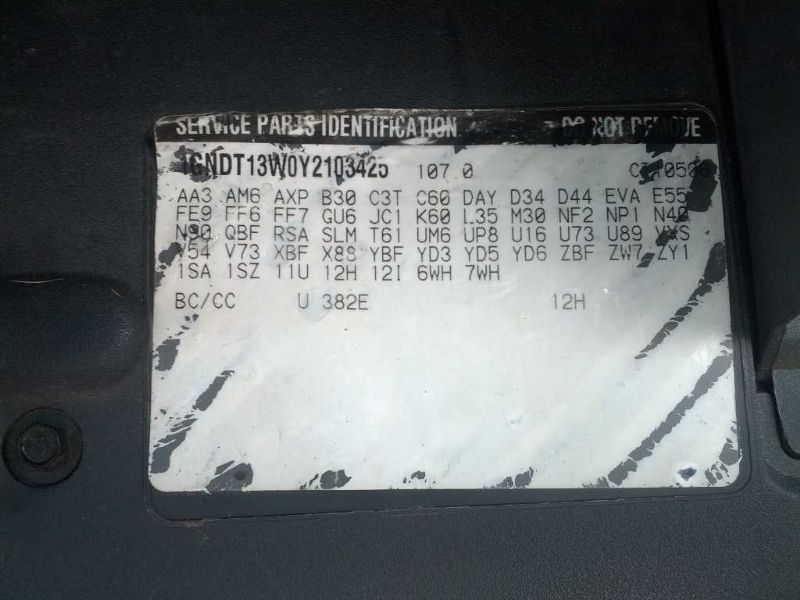 SERVICE PARTS IDENTIFICATION DO NOT REMOVE
1GNDT13W0Y2103425 107.0
AA3 AM6 AXP B30 C3T C60 DAY D34 D44 EVA E55
FE9 FF6 FF7 GU6 JC1 K60 L35 M30 NF2 NP1 N40
N90 QBF RSA SLM T61 UM6 UP8 U16 U73 U89 VXS
V54 V73 XBF X88 YBF YD3 YD5 YD6 ZBF ZW7 ZY1
1SA 1SZ 11U 12H 12I 6WH 7WH
BC/CC U 382E 12H